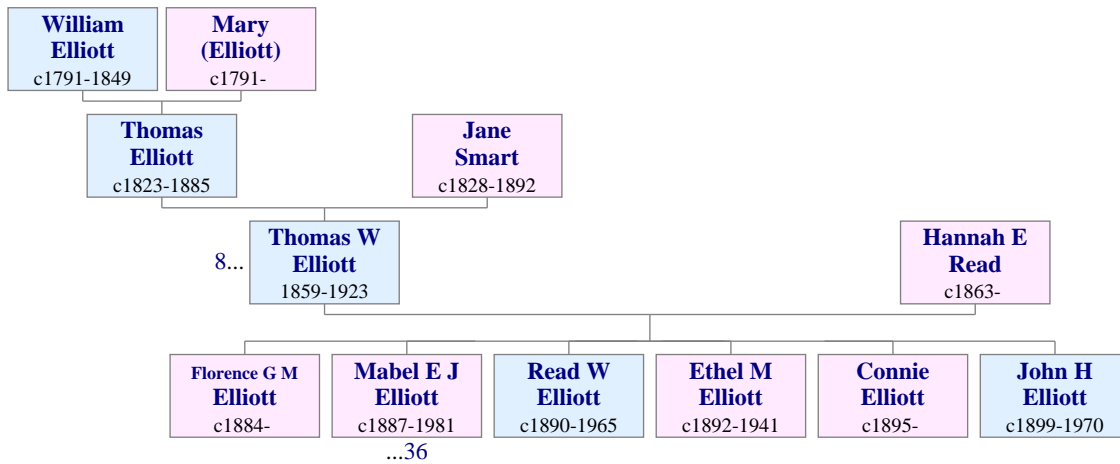 William
Elliott
c1791-1849
Mary
(Elliott)
c1791-
Thomas
Elliott
c1823-1885
Jane
Smart
c1828-1892
8...
Thomas W
Elliott
1859-1923
Hannah E
Read
c1863-
Florence G M
Elliott
c1884-
Mabel E J
Elliott
c1887-1981
...36
Read W
Elliott
c1890-1965
Ethel M
Elliott
c1892-1941
Connie
Elliott
c1895-
John H
Elliott
c1899-1970